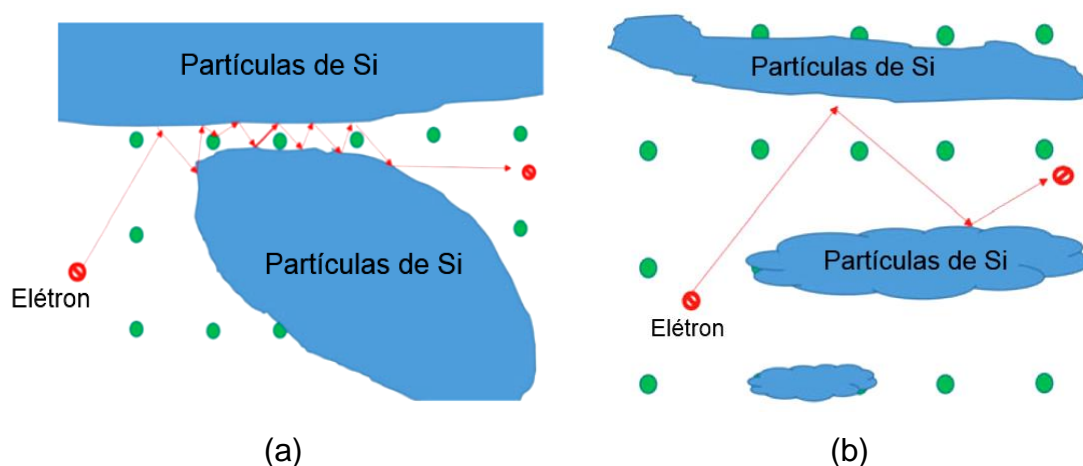 Partículas de Si
Partículas de Si
Elétron
(a)
Partículas de Si
Partículas de Si
Elétron
(b)